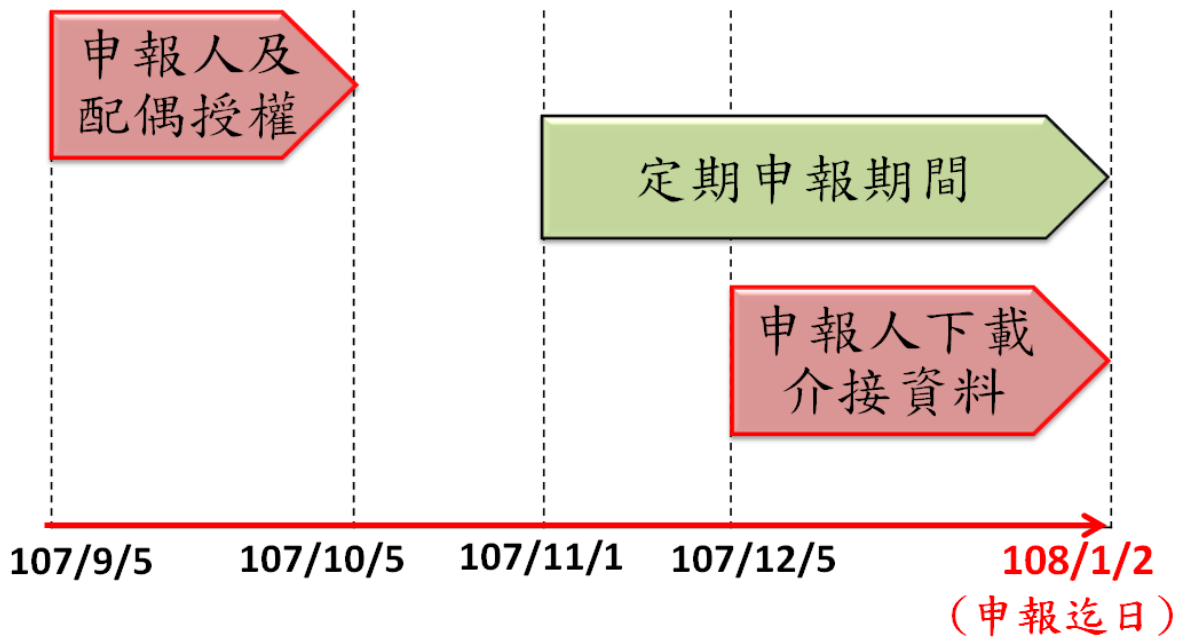 申報人及
配偶授權
定期申報期間
申報人下載
介接資料
107/9/5
107/10/5
107/11/1
107/12/5
108/1/2
（申報迄日）